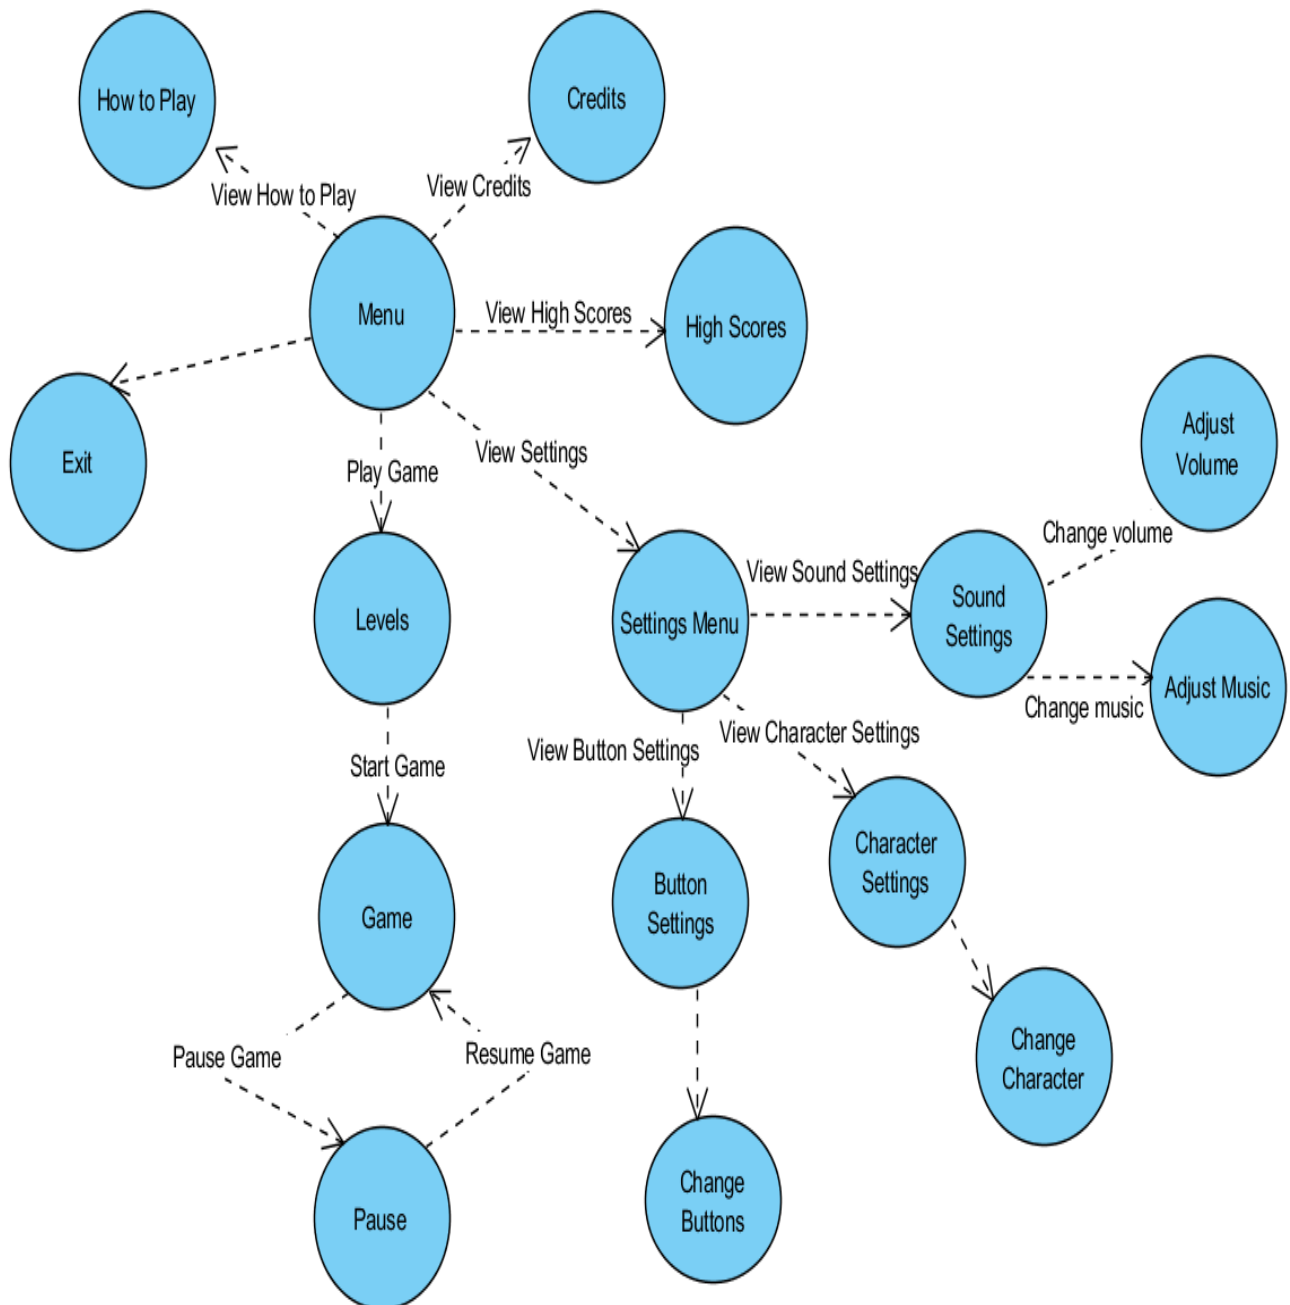 How to Play
Credits
View How to Play
View Credits
Menu
View High Scores
High Scores
Exit
Play Game
View Settings
Adjust
Volume
Change volume
Levels
Settings Menu
View Sound Settings
Sound
Settings
Adjust Music
Change music
Start Game
View Button Settings
View Character Settings
Game
Button
Settings
Character
Settings
Pause Game
Resume Game
Change
Character
Pause
Change
Buttons